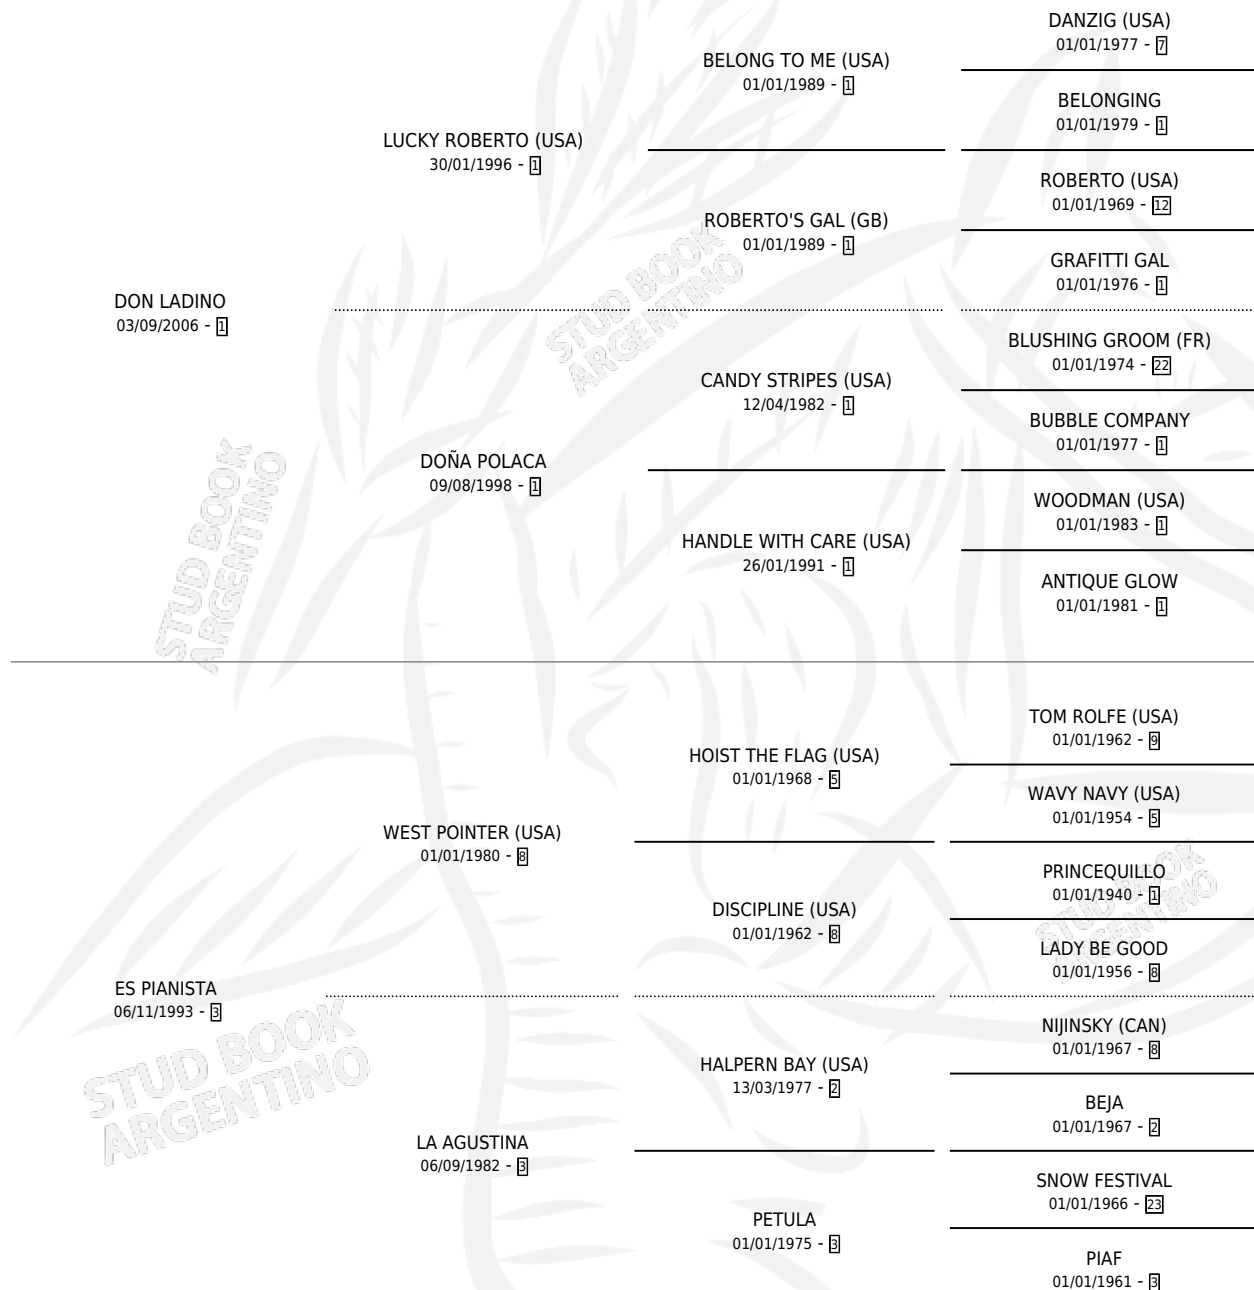 DANZIG (USA)
01/01/1977 - 7
BELONG TO ME (USA)
01/01/1989 - 1
BELONGING
01/01/1979 - 1
LUCKY ROBERTO (USA)
30/01/1996 - 1
ROBERTO (USA)
01/01/1969 - 12
ROBERTO'S GAL (GB)
01/01/1989 - 1
GRAFITTI GAL
01/01/1976 - 1
DON LADINO
03/09/2006 - 1
STUD BOOK
ARGENTINO
BLUSHING GROOM (FR)
01/01/1974 - 22
CANDY STRIPES (USA)
12/04/1982 - 1
BUBBLE COMPANY
01/01/1977 - 1
DOÑA POLACA
09/08/1998 - 1
WOODMAN (USA)
01/01/1983 - 1
HANDLE WITH CARE (USA)
26/01/1991 - 1
ANTIQUE GLOW
01/01/1981 - 1
STUD BOOK
ARGENTINO
TOM ROLFE (USA)
01/01/1962 - 9
HOIST THE FLAG (USA)
01/01/1968 - 5
WAVY NAVY (USA)
01/01/1954 - 5
WEST POINTER (USA)
01/01/1980 - 8
PRINCEQUILLO
01/01/1940 - 1
DISCIPLINE (USA)
01/01/1962 - 8
STUD BOOK
ARGENTINO
LADY BE GOOD
01/01/1956 - 8
ES PIANISTA
06/11/1993 - 3
NIJINSKY (CAN)
01/01/1967 - 8
HALPERN BAY (USA)
13/03/1977 - 2
STUD BOOK
ARGENTINO
BEJA
01/01/1967 - 2
LA AGUSTINA
06/09/1982 - 3
SNOW FESTIVAL
01/01/1966 - 23
PETULA
01/01/1975 - 3
PIAF
01/01/1961 - 3